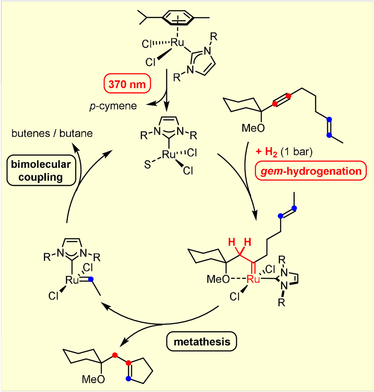 R
Cl
Ru
N
N
Cl
R
370 nm
p-cymene
butenes / butane
R
N
N
R
MeO
bimolecular
coupling
Ru
Cl
S
Cl
+ H2 (1 bar)
gem-hydrogenation
R
N
N
R
Cl
Ru
Cl
H
H
Cl
R
MeO
Ru
N
N
Cl
R
metathesis
MeO